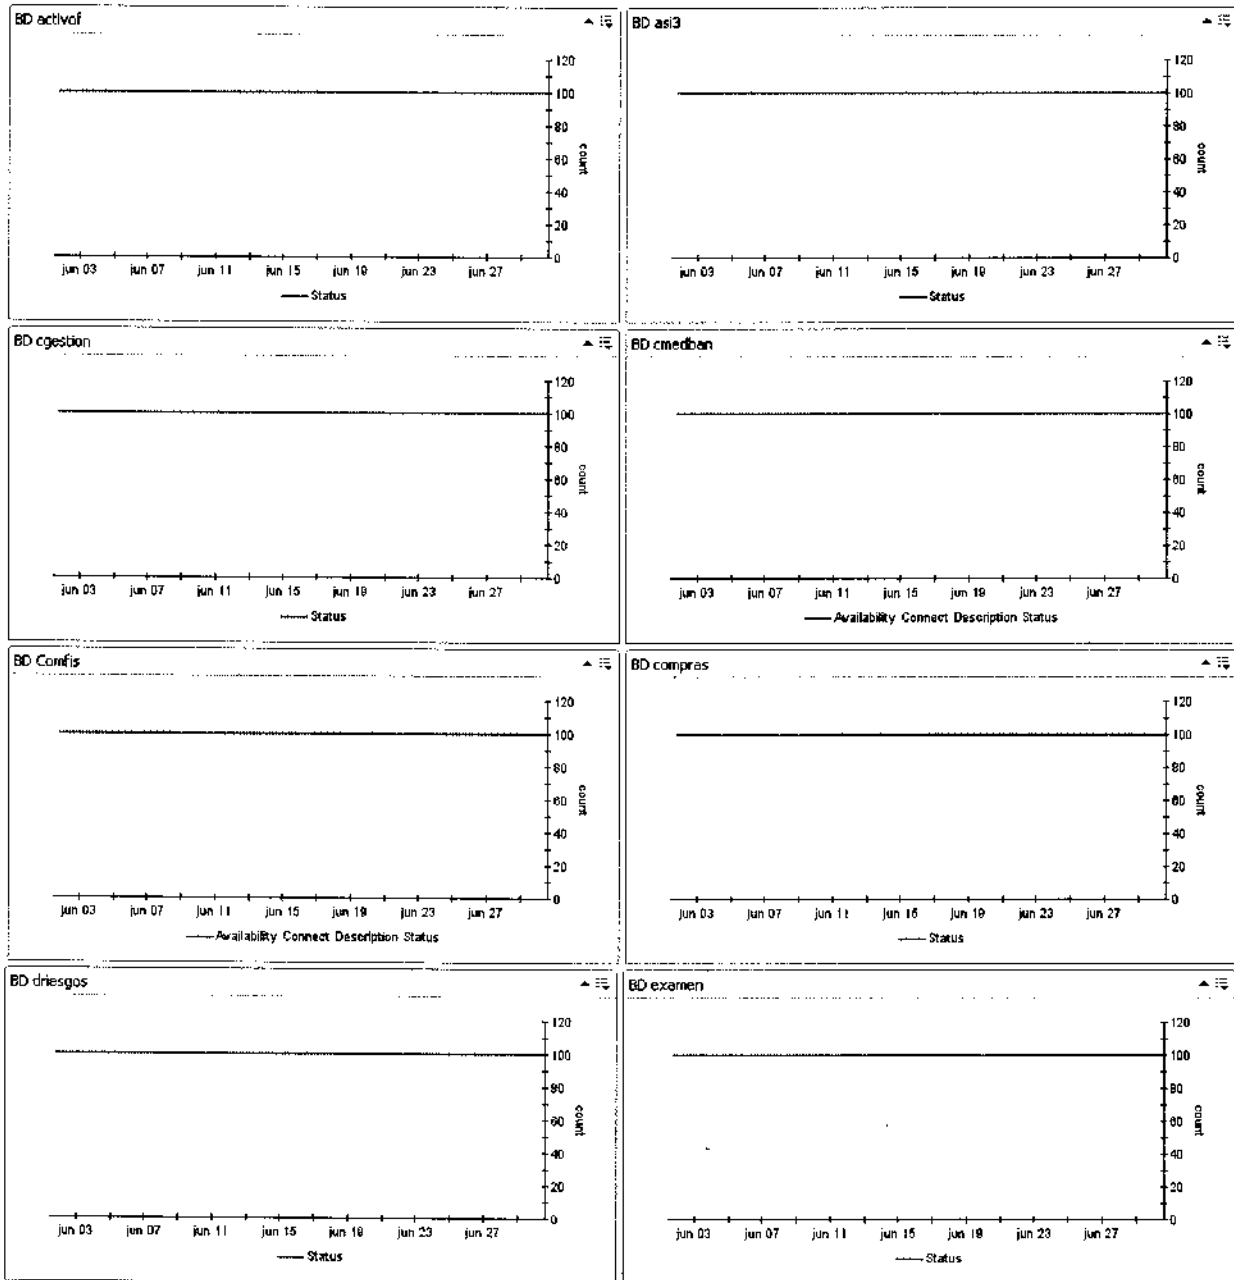 BD activof
120
100
80
60
40
20
0
count
jun 03 jun 07 jun 11 jun 15 jun 19 jun 23 jun 27
Status
BD asi3
120
100
80
60
40
20
0
count
jun 03 jun 07 jun 11 jun 15 jun 19 jun 23 jun 27
Status
BD cgestion
120
100
80
60
40
20
0
count
jun 03 jun 07 jun 11 jun 15 jun 19 jun 23 jun 27
Status
BD cmedban
120
100
80
60
40
20
0
count
jun 03 jun 07 jun 11 jun 15 jun 19 jun 23 jun 27
Availability Connect Description Status
BD Comfis
120
100
80
60
40
20
0
count
jun 03 jun 07 jun 11 jun 15 jun 19 jun 23 jun 27
Availability Connect Description Status
BD compras
120
100
80
60
40
20
0
count
jun 03 jun 07 jun 11 jun 15 jun 19 jun 23 jun 27
Status
BD driesgos
120
100
80
60
40
20
0
count
jun 03 jun 07 jun 11 jun 15 jun 19 jun 23 jun 27
Status
BD examen
120
100
80
60
40
20
0
count
jun 03 jun 07 jun 11 jun 15 jun 19 jun 23 jun 27
Status